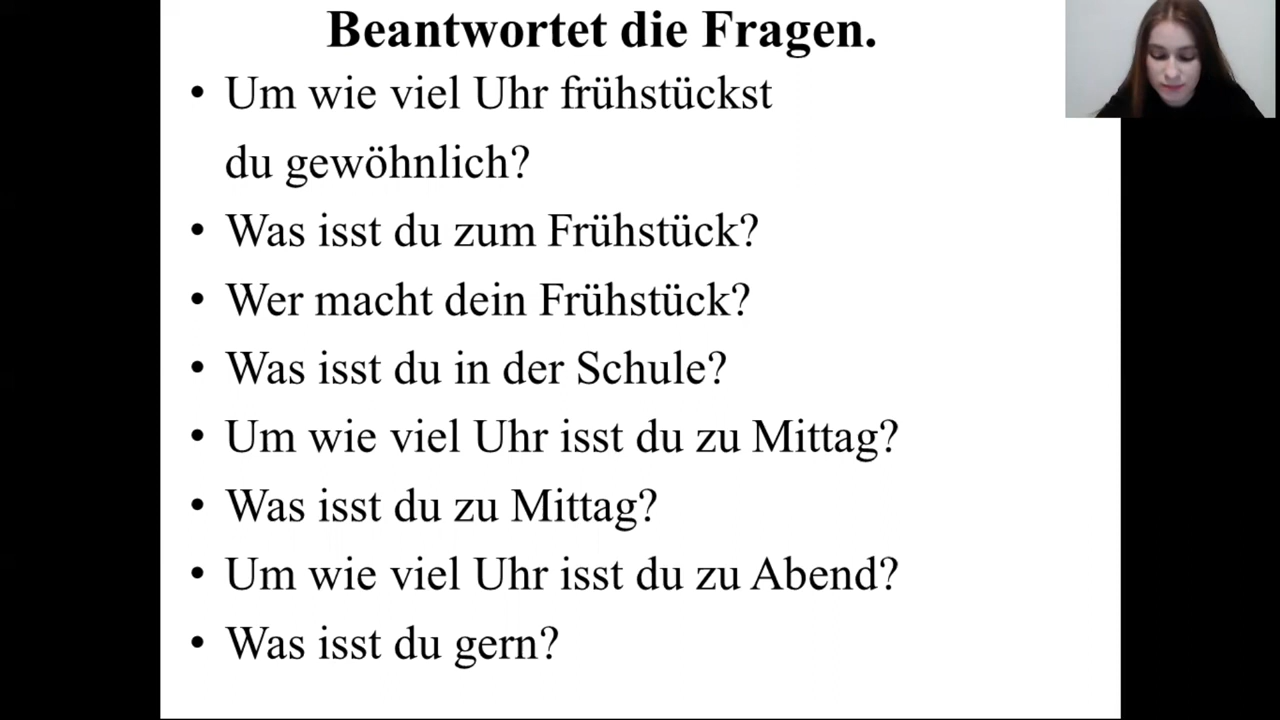 Beantwortet die Fragen.
• Um wie viel Uhr frühstückst
du gewöhnlich?
• Was isst du zum Frühstück?
• Wer macht dein Frühstück?
• Was isst du in der Schule?
• Um wie viel Uhr isst du zu Mittag?
• Was isst du zu Mittag?
• Um wie viel Uhr isst du zu Abend?
• Was isst du gern?